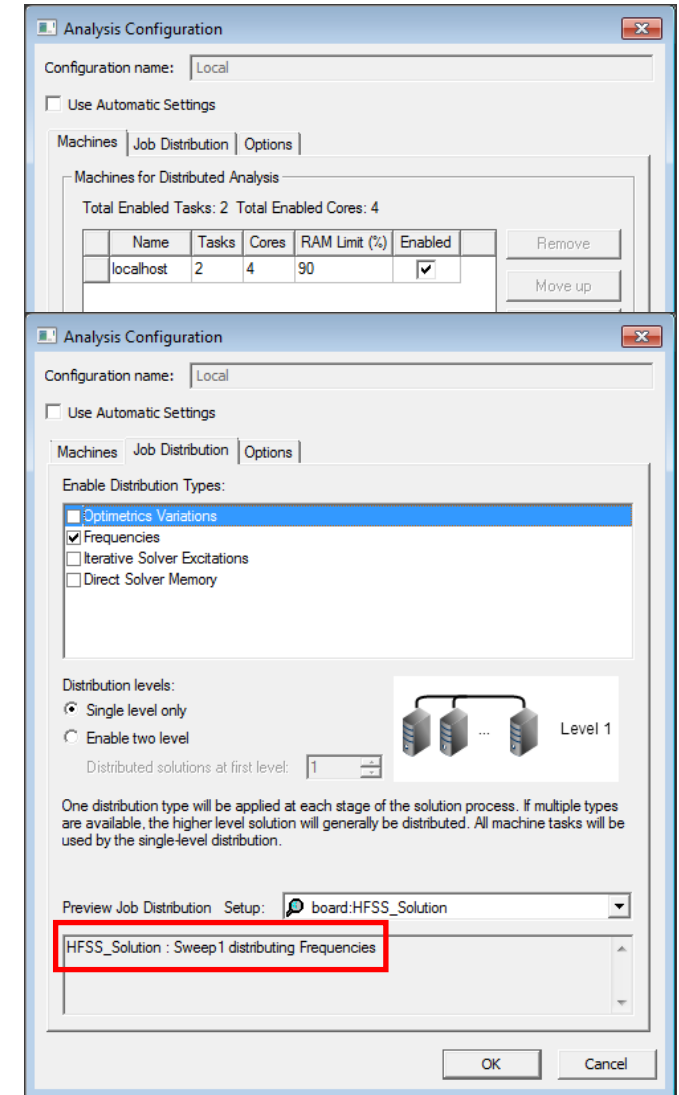 Analysis Configuration
Configuration name: Local
Use Automatic Settings
Machines Job Distribution Options
Machines for Distributed Analysis
Total Enabled Tasks: 2 Total Enabled Cores: 4
Name Tasks Cores RAM Limit (%) Enabled
Remove
localhost 2 4 90
Move up
Analysis Configuration
Configuration name: Local
Use Automatic Settings
Machines Job Distribution Options
Enable Distribution Types:
Optimetrics Variations
Frequencies
Iterative Solver Excitations
Direct Solver Memory
Distribution levels:
Single level only
Enable two level
Distributed solutions at first level: 1
... Level 1
One distribution type will be applied at each stage of the solution process. If multiple types
are available, the higher level solution will generally be distributed. All machine tasks will be
used by the single-level distribution.
Preview Job Distribution Setup: board:HFSS_Solution
HFSS_Solution : Sweep1 distributing Frequencies
OK Cancel